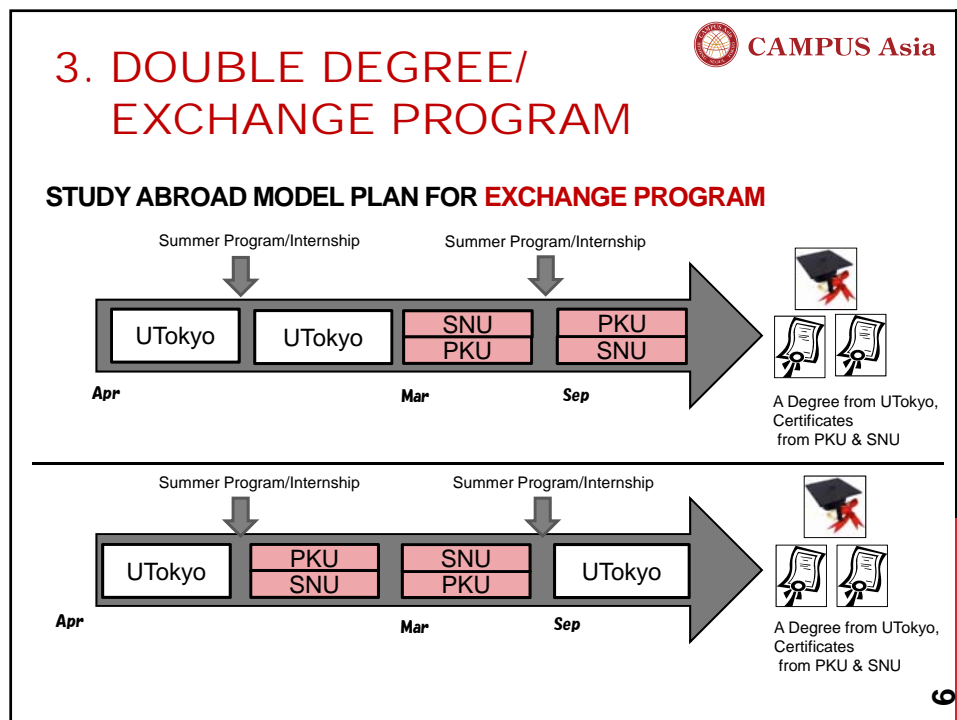 CAMPUS Asia
3. DOUBLE DEGREE/
EXCHANGE PROGRAM
STUDY ABROAD MODEL PLAN FOR EXCHANGE PROGRAM
Summer Program/Internship
Summer Program/Internship
UTokyo
UTokyo
SNU
PKU
PKU
SNU
Apr
Mar
Sep
A Degree from UTokyo,
Certificates
from PKU & SNU
Summer Program/Internship
Summer Program/Internship
UTokyo
PKU
SNU
SNU
PKU
UTokyo
Apr
Mar
Sep
A Degree from UTokyo,
Certificates
from PKU & SNU
9